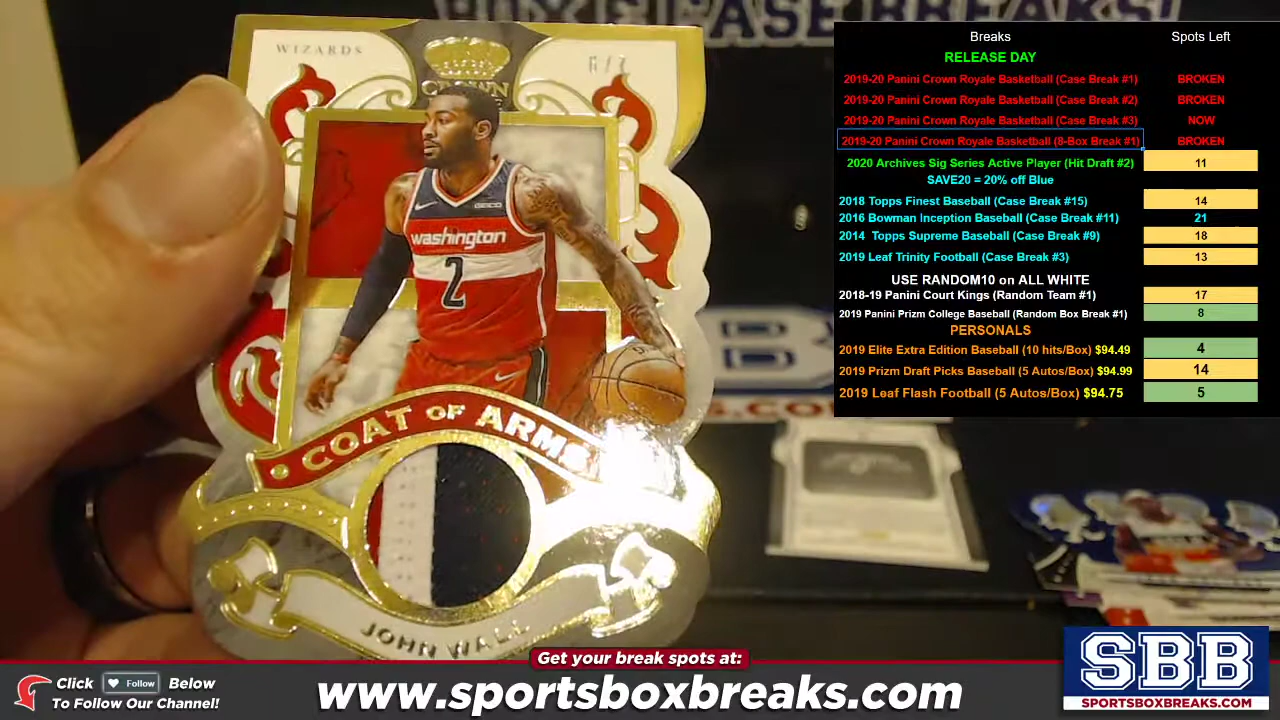 WIZARDS
CROWN
GEICO
washington
2
COAT OF ARMS
JOHN WALL
Breaks Spots Left
RELEASE DAY
2019-20 Panini Crown Royale Basketball (Case Break #1) BROKEN
2019-20 Panini Crown Royale Basketball (Case Break #2) BROKEN
2019-20 Panini Crown Royale Basketball (Case Break #3) NOW
2019-20 Panini Crown Royale Basketball (8-Box Break #1) BROKEN
2020 Archives Sig Series Active Player (Hit Draft #2) 11
SAVE20 = 20% off Blue
2018 Topps Finest Baseball (Case Break #15) 14
2016 Bowman Inception Baseball (Case Break #11) 21
2014 Topps Supreme Baseball (Case Break #9) 18
2019 Leaf Trinity Football (Case Break #3) 13
USE RANDOM10 on ALL WHITE
2018-19 Panini Court Kings (Random Team #1) 17
2019 Panini Prizm College Baseball (Random Box Break #1) 8
PERSONALS
2019 Elite Extra Edition Baseball (10 hits/Box) $94.49 4
2019 Prizm Draft Picks Baseball (5 Autos/Box) $94.99 14
2019 Leaf Flash Football (5 Autos/Box) $94.75 5
Get your break spots at:
Click Follow Below
To Follow Our Channel!
www.sportsboxbreaks.com
SBB
SPORTSBOXBREAKS.COM